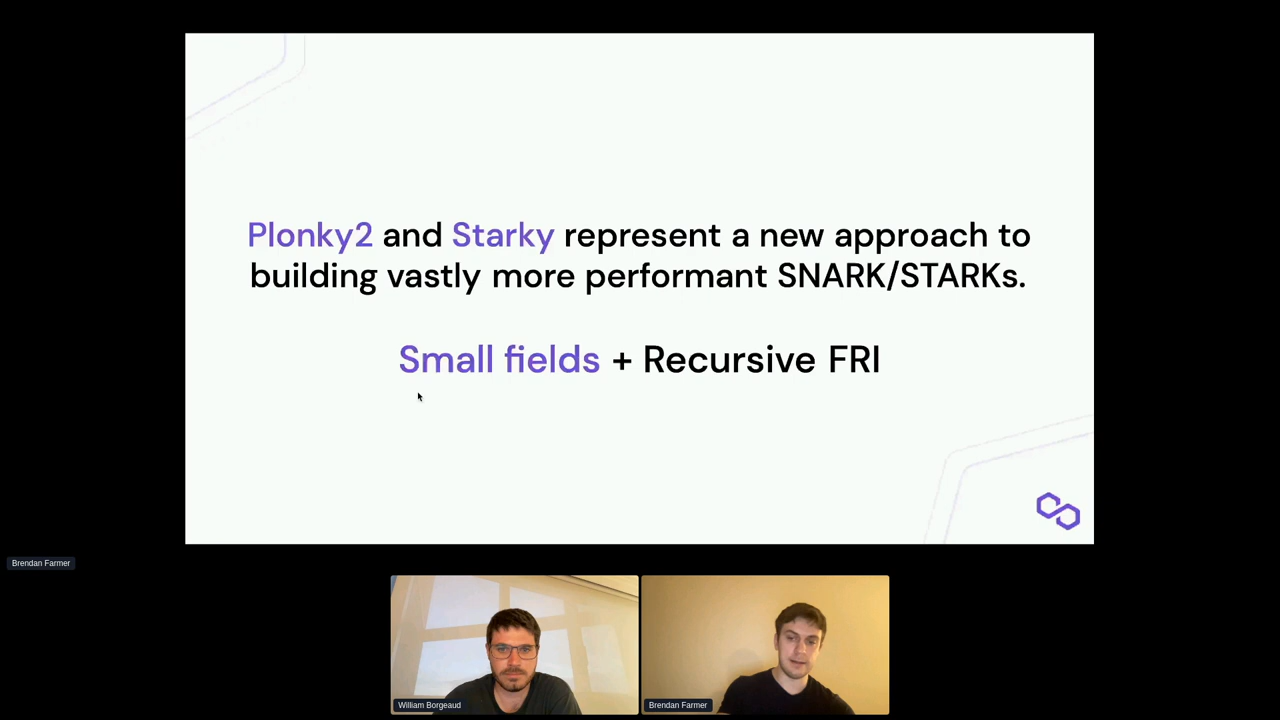 Plonky2 and Starky represent a new approach to
building vastly more performant SNARK/STARKs.
Small fields + Recursive FRI
Brendan Farmer
William Borgeaud
Brendan Farmer